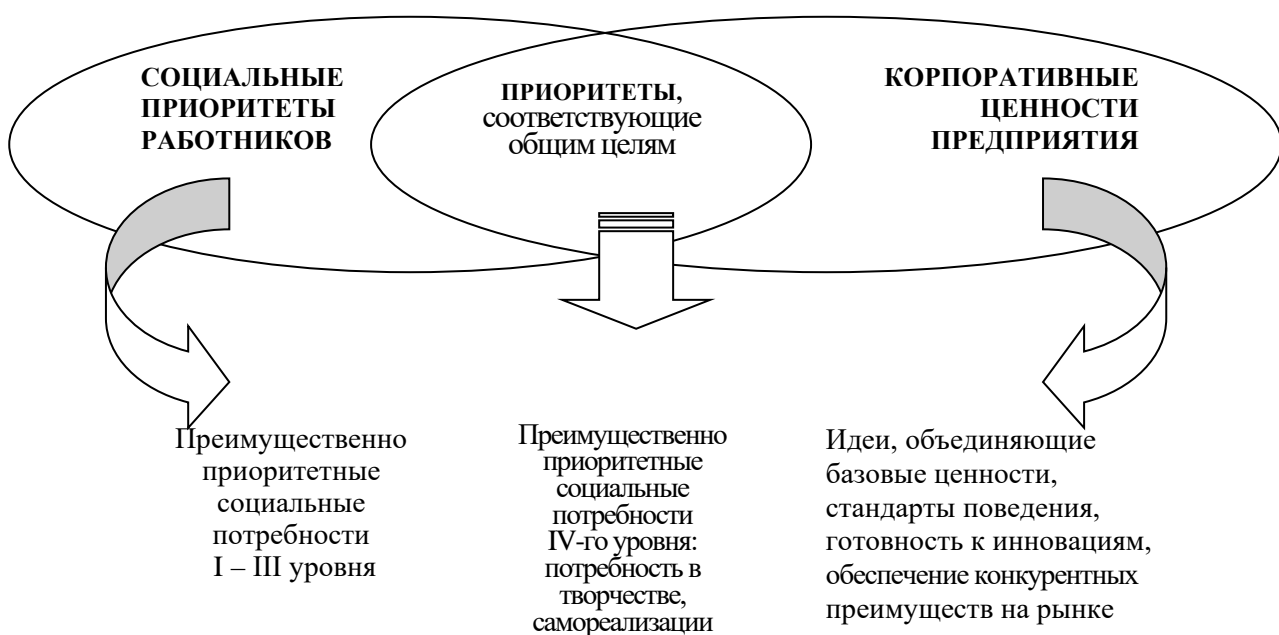 СОЦИАЛЬНЫЕ
ПРИОРИТЕТЫ
РАБОТНИКОВ
ПРИОРИТЕТЫ,
соответствующие
общим целям
КОРПОРАТИВНЫЕ
ЦЕННОСТИ
ПРЕДПРИЯТИЯ
Преимущественно
приоритетные
социальные
потребности
I – III уровня
Преимущественно
приоритетные
социальные
потребности
IV-го уровня:
потребность в
творчестве,
самореализации
Идеи, объединяющие
базовые ценности,
стандарты поведения,
готовность к инновациям,
обеспечение конкурентных
преимуществ на рынке